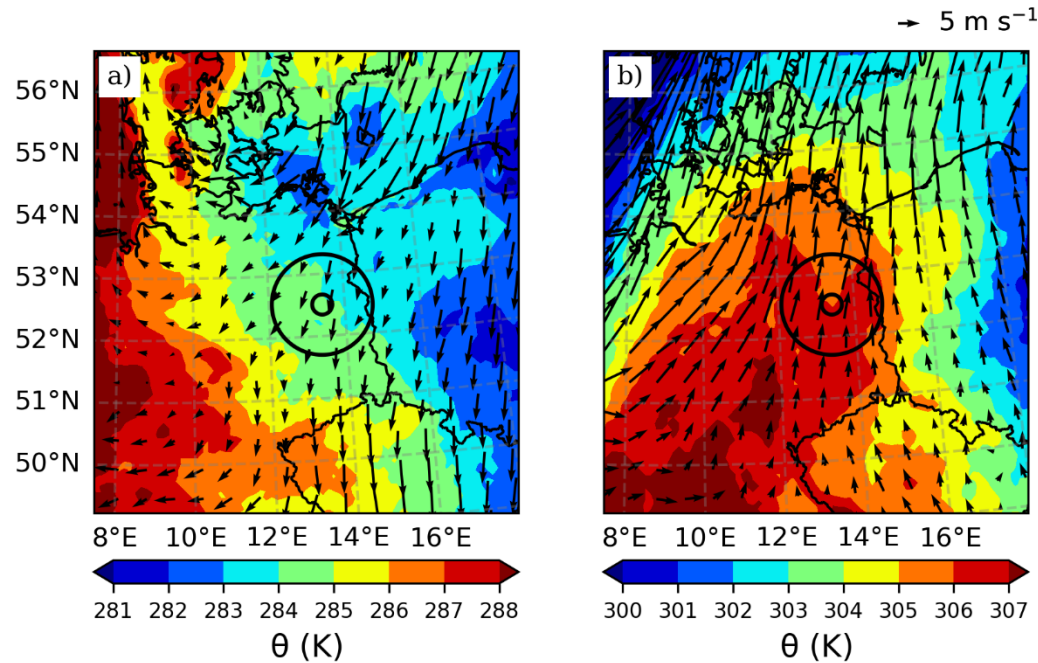 5 m s⁻¹
a)
b)
56°N
55°N
54°N
53°N
52°N
51°N
50°N
8°E 10°E 12°E 14°E 16°E
8°E 10°E 12°E 14°E 16°E
281 282 283 284 285 286 287 288
300 301 302 303 304 305 306 307
θ (K)
θ (K)